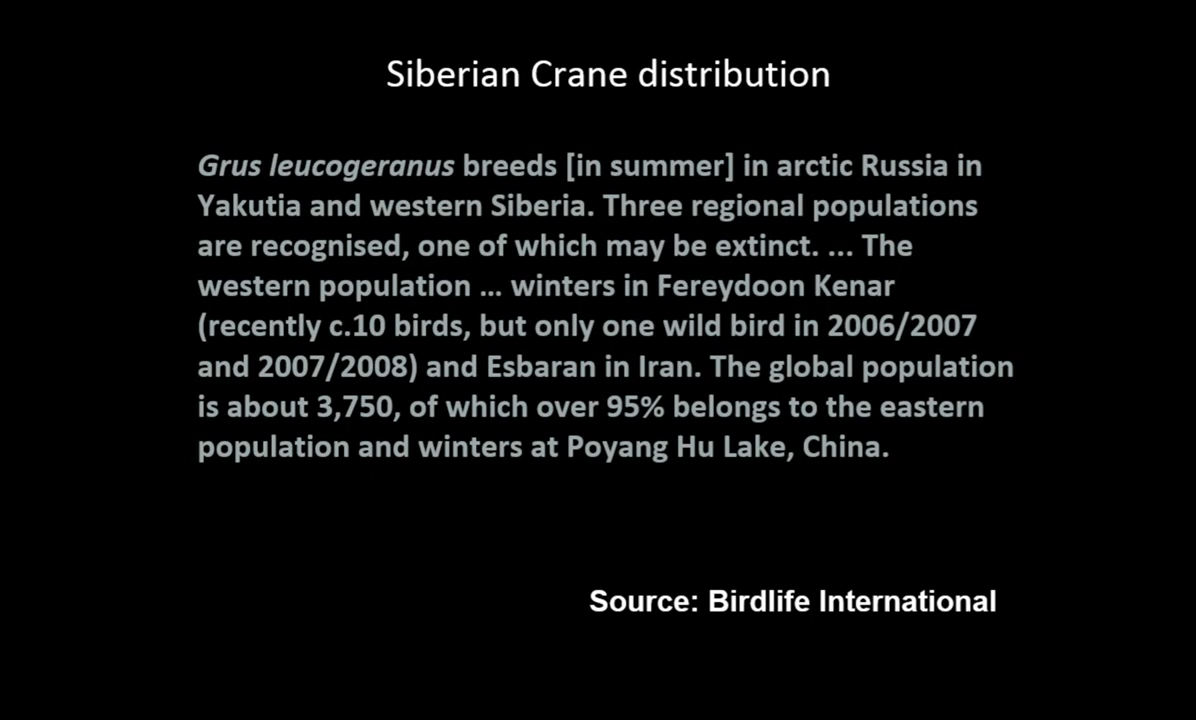 Siberian Crane distribution
Grus leucogeranus breeds [in summer] in arctic Russia in
Yakutia and western Siberia. Three regional populations
are recognised, one of which may be extinct. ... The
western population ... winters in Fereydoon Kenar
(recently c.10 birds, but only one wild bird in 2006/2007
and 2007/2008) and Esbaran in Iran. The global population
is about 3,750, of which over 95% belongs to the eastern
population and winters at Poyang Hu Lake, China.
Source: Birdlife International